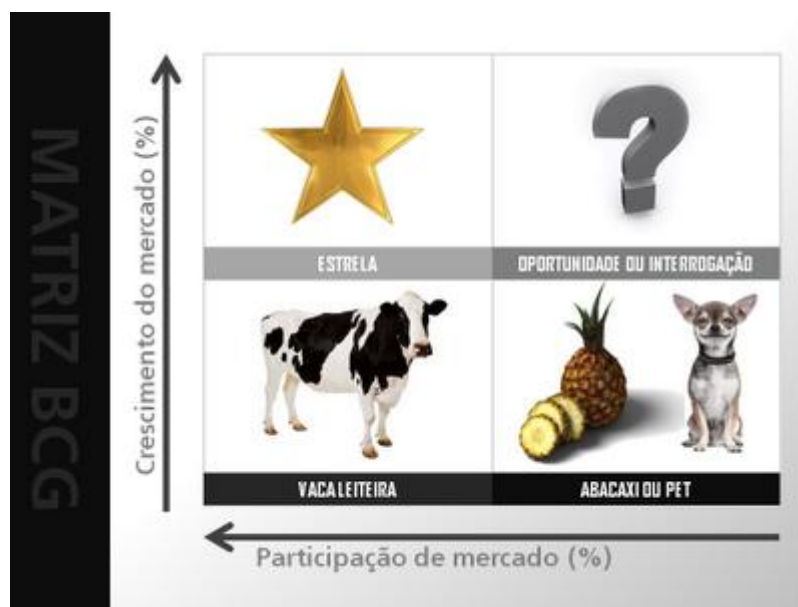 MATRIZ BCG
Crescimento do mercado (%)
ESTRELA
OPORTUNIDADE OU INTERROGAÇÃO
VACA LEITEIRA
ABACAXI OU PET
Participação de mercado (%)